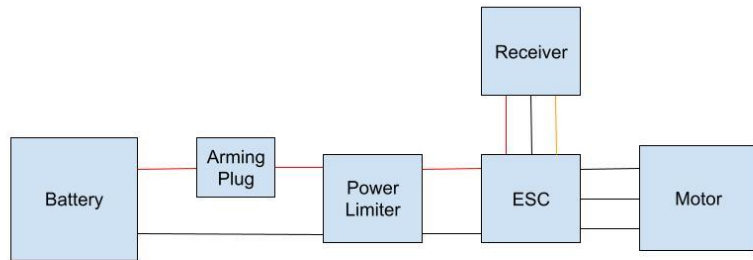 Receiver
Arming
Plug
Battery
Power
Limiter
ESC
Motor